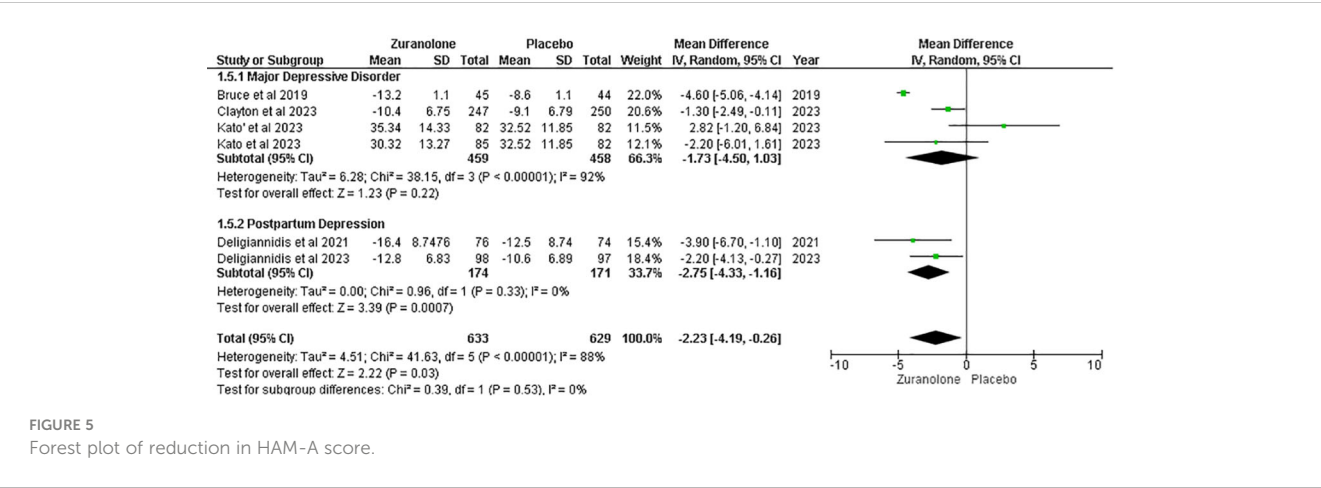 Zuranolone Placebo Mean Difference Mean Difference
Study or Subgroup Mean SD Total Mean SD Total Weight IV, Random, 95% CI Year IV, Random, 95% CI
1.5.1 Major Depressive Disorder
Bruce et al 2019 -13.2 1.1 45 -8.6 1.1 44 22.0% -4.60 [-5.06, -4.14] 2019
Clayton et al 2023 -10.4 6.75 247 -9.1 6.79 250 20.6% -1.30 [-2.49, -0.11] 2023
Kato' et al 2023 35.34 14.33 82 32.52 11.85 82 11.5% 2.82 [-1.20, 6.84] 2023
Kato et al 2023 30.32 13.27 85 32.52 11.85 82 12.1% -2.20 [-6.01, 1.61] 2023
Subtotal (95% CI) 459 458 66.3% -1.73 [-4.50, 1.03]
Heterogeneity: Tau² = 6.28; Chi² = 38.15, df = 3 (P < 0.00001); I² = 92%
Test for overall effect: Z = 1.23 (P = 0.22)
1.5.2 Postpartum Depression
Deligiannidis et al 2021 -16.4 8.7476 76 -12.5 8.74 74 15.4% -3.90 [-6.70, -1.10] 2021
Deligiannidis et al 2023 -12.8 6.83 98 -10.6 6.89 97 18.4% -2.20 [-4.13, -0.27] 2023
Subtotal (95% CI) 174 171 33.7% -2.75 [-4.33, -1.16]
Heterogeneity: Tau² = 0.00; Chi² = 0.96, df = 1 (P = 0.33); I² = 0%
Test for overall effect: Z = 3.39 (P = 0.0007)
Total (95% CI) 633 629 100.0% -2.23 [-4.19, -0.26]
Heterogeneity: Tau² = 4.51; Chi² = 41.63, df = 5 (P < 0.00001); I² = 88%
Test for overall effect: Z = 2.22 (P = 0.03)
Test for subgroup differences: Chi² = 0.39, df = 1 (P = 0.53), I² = 0%
-10 -5 0 5 10
Zuranolone Placebo
FIGURE 5
Forest plot of reduction in HAM-A score.